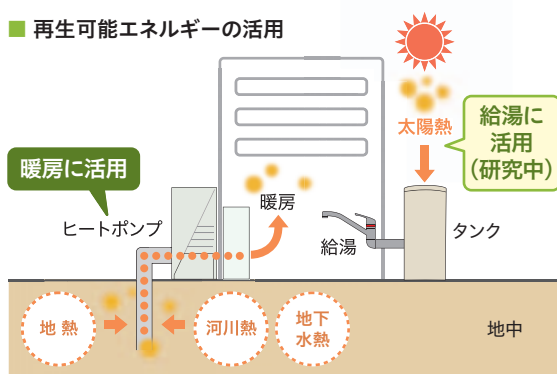 ■ 再生可能エネルギーの活用
太陽熱
給湯に
活用
(研究中)
暖房に活用
ヒートポンプ
暖房
給湯
タンク
地熱
河川熱
地下
水熱
地中